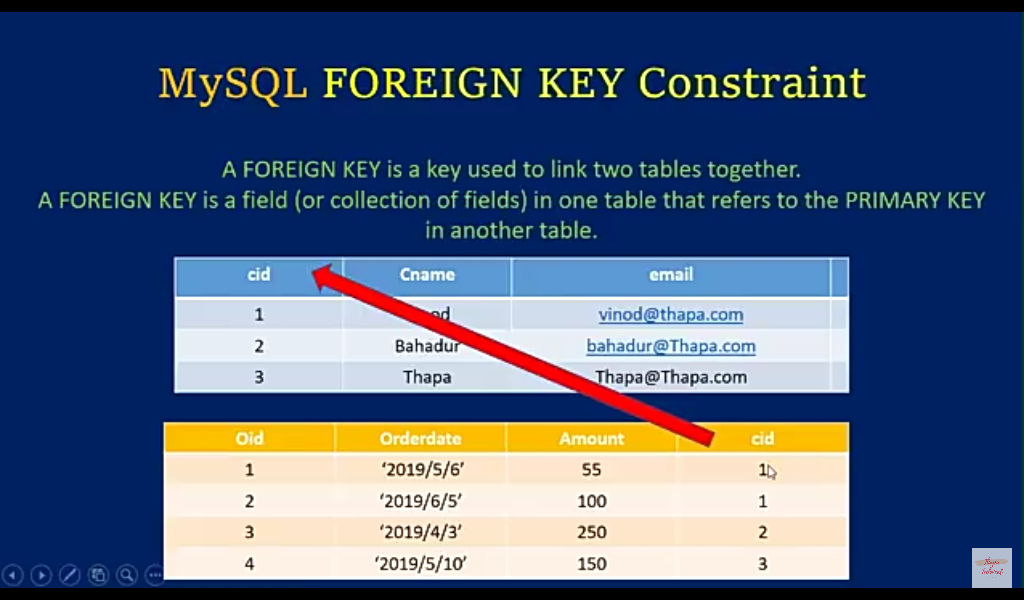 MySQL FOREIGN KEY Constraint
A FOREIGN KEY is a key used to link two tables together.
A FOREIGN KEY is a field (or collection of fields) in one table that refers to the PRIMARY KEY
in another table.
cid Cname email
1 vinod@thapa.com
2 Bahadur bahadur@Thapa.com
3 Thapa Thapa@Thapa.com
Oid Orderdate Amount cid
1 ‘2019/5/6’ 55 1
2 ‘2019/6/5’ 100 1
3 ‘2019/4/3’ 250 2
4 ‘2019/5/10’ 150 3